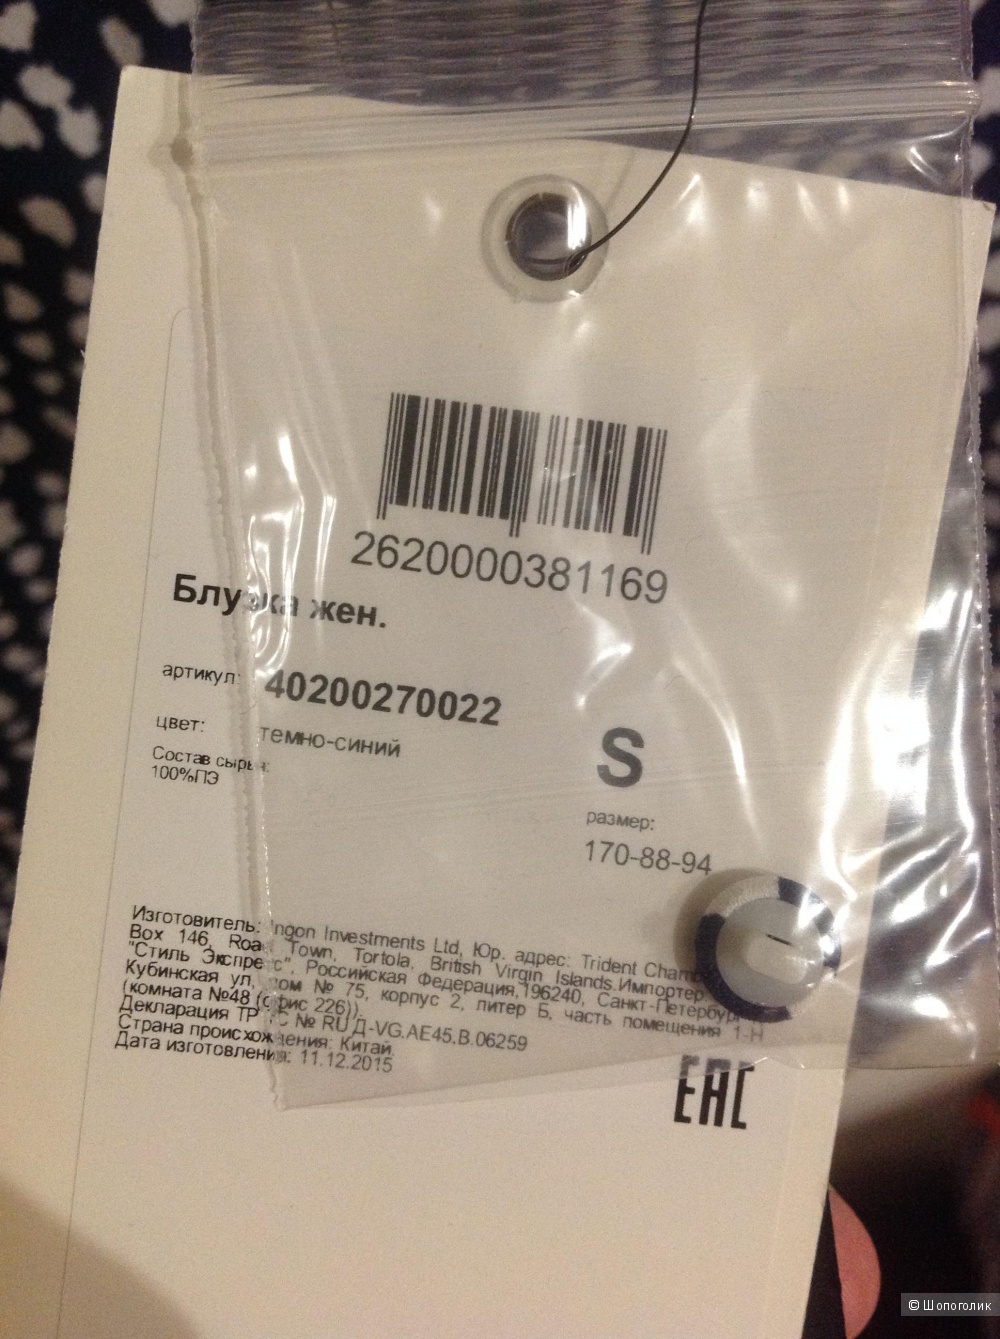 2620000381169
Блузка жен.
артикул: 40200270022
цвет: темно-синий
S
Состав сырья:
100%ПЭ
размер:
170-88-94
Изготовитель: Ingon Investments Ltd, Юр. адрес: Trident
Box 146, Road Town, Tortola, British Virgin Islands.Импортер
"Стиль Экспресс", Российская Федерация,196240, Санкт-Петербург
Кубинская ул, дом № 75, корпус 2, литер Б, часть помещения 1-Н
(комната №48 (офис 226)).
Декларация ТР ТС № RU Д-VG.АЕ45.В.06259
Страна происхождения: Китай
Дата изготовления: 11.12.2015
ЕАС
© Шопоголик